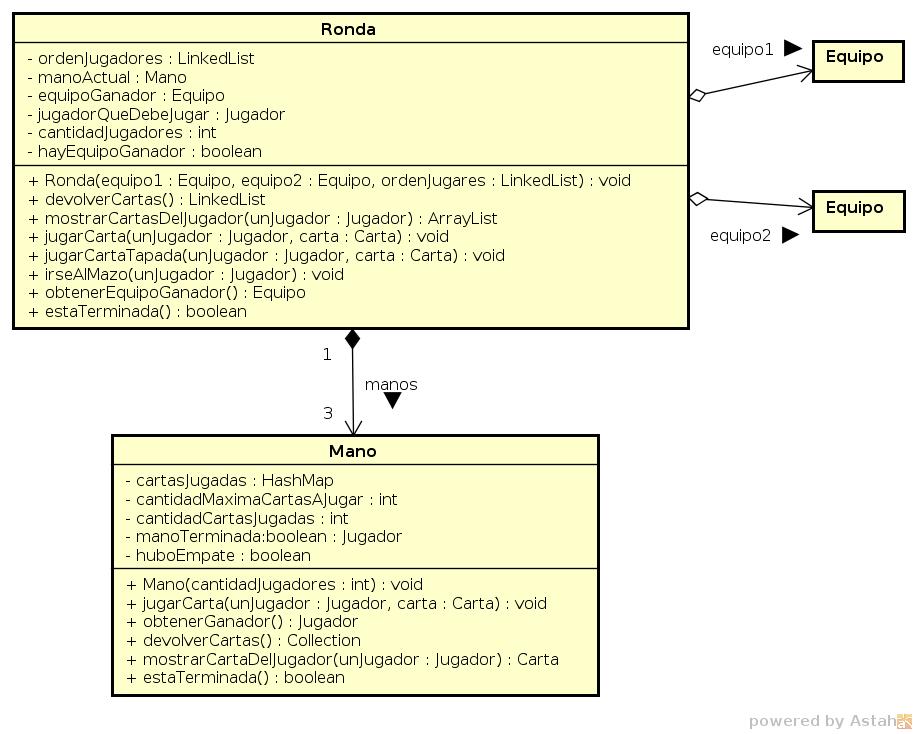 Ronda
- ordenJugadores : LinkedList
- manoActual : Mano
- equipoGanador : Equipo
- jugadorQueDebeJugar : Jugador
- cantidadJugadores : int
- hayEquipoGanador : boolean
+ Ronda(equipo1 : Equipo, equipo2 : Equipo, ordenJugares : LinkedList) : void
+ devolverCartas() : LinkedList
+ mostrarCartasDelJugador(unJugador : Jugador) : ArrayList
+ jugarCarta(unJugador : Jugador, carta : Carta) : void
+ jugarCartaTapada(unJugador : Jugador, carta : Carta) : void
+ irseAlMazo(unJugador : Jugador) : void
+ obtenerEquipoGanador() : Equipo
+ estaTerminada() : boolean
equipo1
Equipo
Equipo
equipo2
1
manos
3
Mano
- cartasJugadas : HashMap
- cantidadMaximaCartasAJugar : int
- cantidadCartasJugadas : int
- manoTerminada:boolean : Jugador
- huboEmpate : boolean
+ Mano(cantidadJugadores : int) : void
+ jugarCarta(unJugador : Jugador, carta : Carta) : void
+ obtenerGanador() : Jugador
+ devolverCartas() : Collection
+ mostrarCartaDelJugador(unJugador : Jugador) : Carta
+ estaTerminada() : boolean
powered by Astah